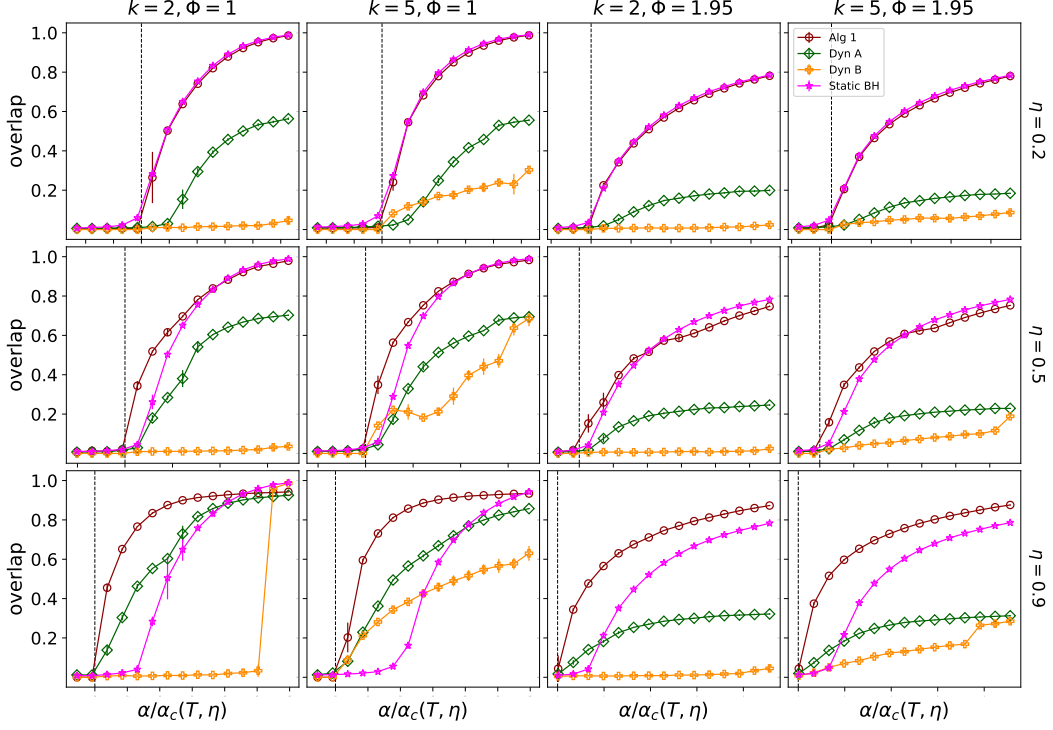 k = 2, Φ = 1
k = 5, Φ = 1
k = 2, Φ = 1.95
k = 5, Φ = 1.95
overlap
1.0
0.8
0.6
0.4
0.2
Alg 1
Dyn A
Dyn B
Static BH
η = 0.2
overlap
1.0
0.8
0.6
0.4
0.2
η = 0.5
overlap
1.0
0.8
0.6
0.4
0.2
η = 0.9
α/α_c(T, η)
α/α_c(T, η)
α/α_c(T, η)
α/α_c(T, η)